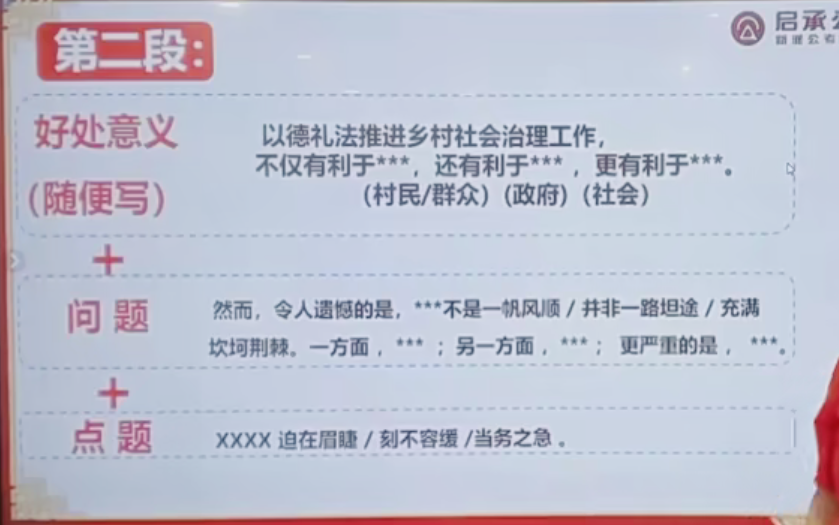 第二段：
启承公
好处意义
(随便写)
以德礼法推进乡村社会治理工作，
不仅有利于***，还有利于***，更有利于***。
（村民/群众）（政府）（社会）
+
问题
然而，令人遗憾的是，***不是一帆风顺 / 并非一路坦途 / 充满
坎坷荆棘。一方面，***；另一方面，***；更严重的是，***。
+
点题
XXXX 迫在眉睫 / 刻不容缓 /当务之急 。